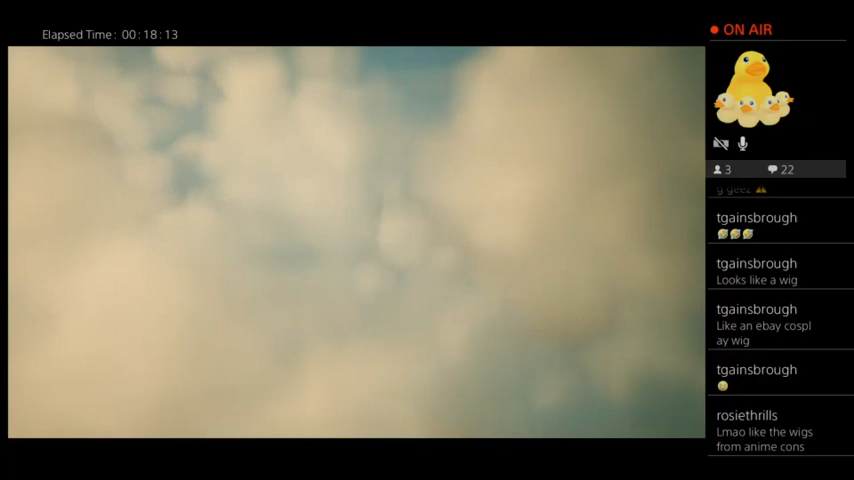 Elapsed Time: 00:18:13
ON AIR
3
22
g geez
tgainsbrough
tgainsbrough
Looks like a wig
tgainsbrough
Like an ebay cospl
ay wig
tgainsbrough
rosiethrills
Lmao like the wigs
from anime cons